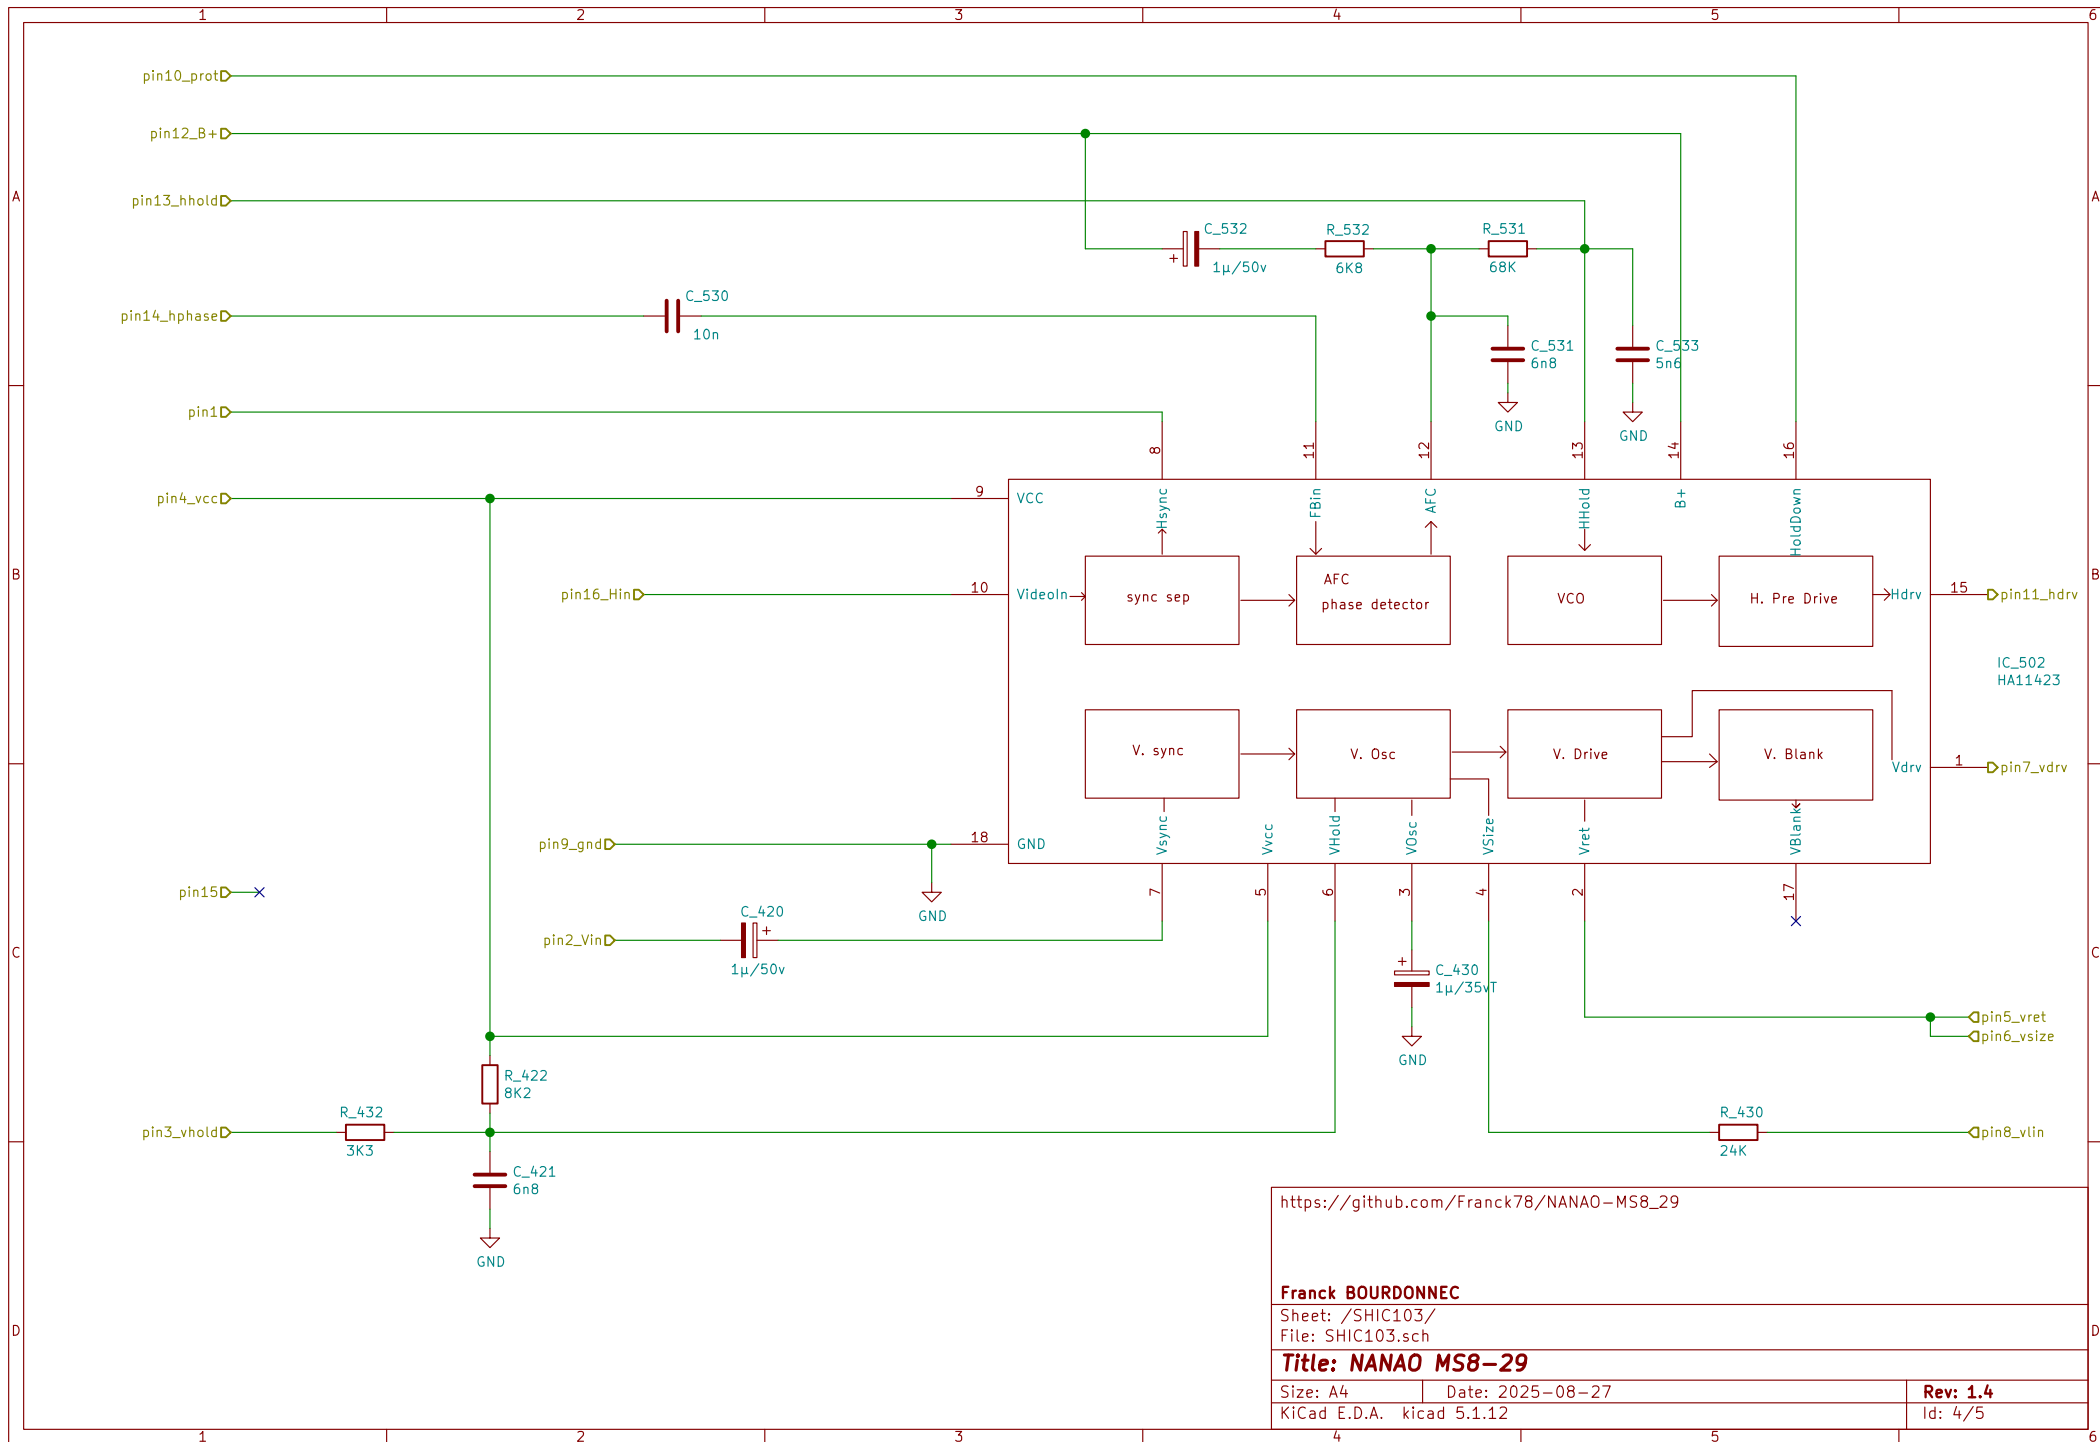 1 2 3 4 5 6
pin10_prot
pin12_B+
A A
pin13_hhold
C_532 R_532 R_531
+ 1µ/50v 6K8 68K
C_530
pin14_hphase
10n
C_531 C_533
6n8 5n6
pin1
GND GND
8 11 12 13 14 16
pin4_vcc 9 VCC
Hsync FBin AFC HHold B+ HoldDown
B B
pin16_Hin 10 VideoIn
sync sep
AFC
phase detector
VCO
H. Pre Drive
Hdrv 15 pin11_hdrv
IC_502
HA11423
V. sync V. Osc V. Drive V. Blank
Vdrv 1 pin7_vdrv
Vsync Vvcc VHold VOsc VSize Vret VBlank
pin9_gnd 18 GND
7 5 6 3 4 2 17
pin15
GND
C_420
+
pin2_Vin
1µ/50v
C C
+ C_430
1µ/35vT
pin5_vret
pin6_vsize
GND
R_422
8K2
R_432
pin3_vhold
3K3
R_430
24K
pin8_vlin
C_421
6n8
GND
https://github.com/Franck78/NANAO-MS8_29
Franck BOURDONNEC
Sheet: /SHIC103/
File: SHIC103.sch
D D
Title: NANAO MS8-29
Size: A4 Date: 2025-08-27 Rev: 1.4
KiCad E.D.A. kicad 5.1.12 Id: 4/5
1 2 3 4 5 6